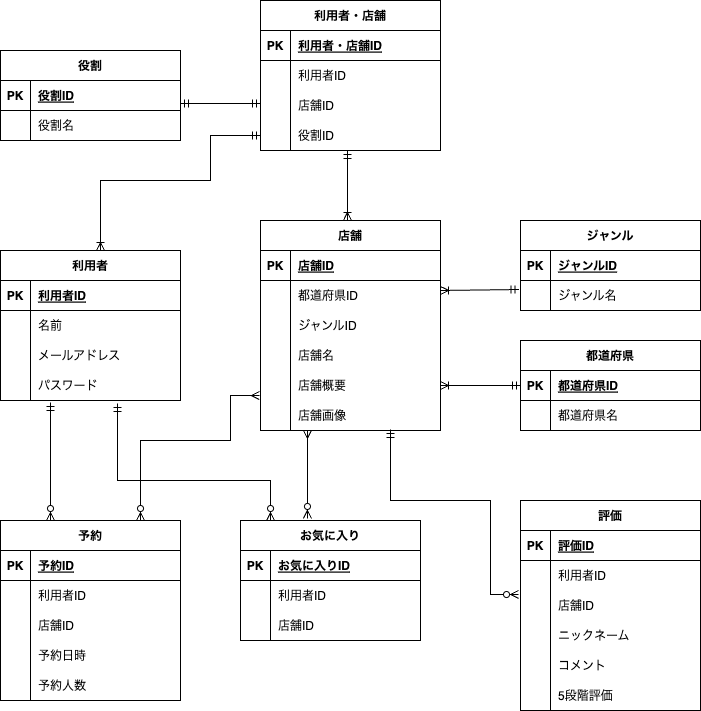 利用者・店舗
PK 利用者・店舗ID
利用者ID
店舗ID
役割ID
役割
PK 役割ID
役割名
利用者
PK 利用者ID
名前
メールアドレス
パスワード
店舗
PK 店舗ID
都道府県ID
ジャンルID
店舗名
店舗概要
店舗画像
ジャンル
PK ジャンルID
ジャンル名
都道府県
PK 都道府県ID
都道府県名
予約
PK 予約ID
利用者ID
店舗ID
予約日時
予約人数
お気に入り
PK お気に入りID
利用者ID
店舗ID
評価
PK 評価ID
利用者ID
店舗ID
ニックネーム
コメント
5段階評価